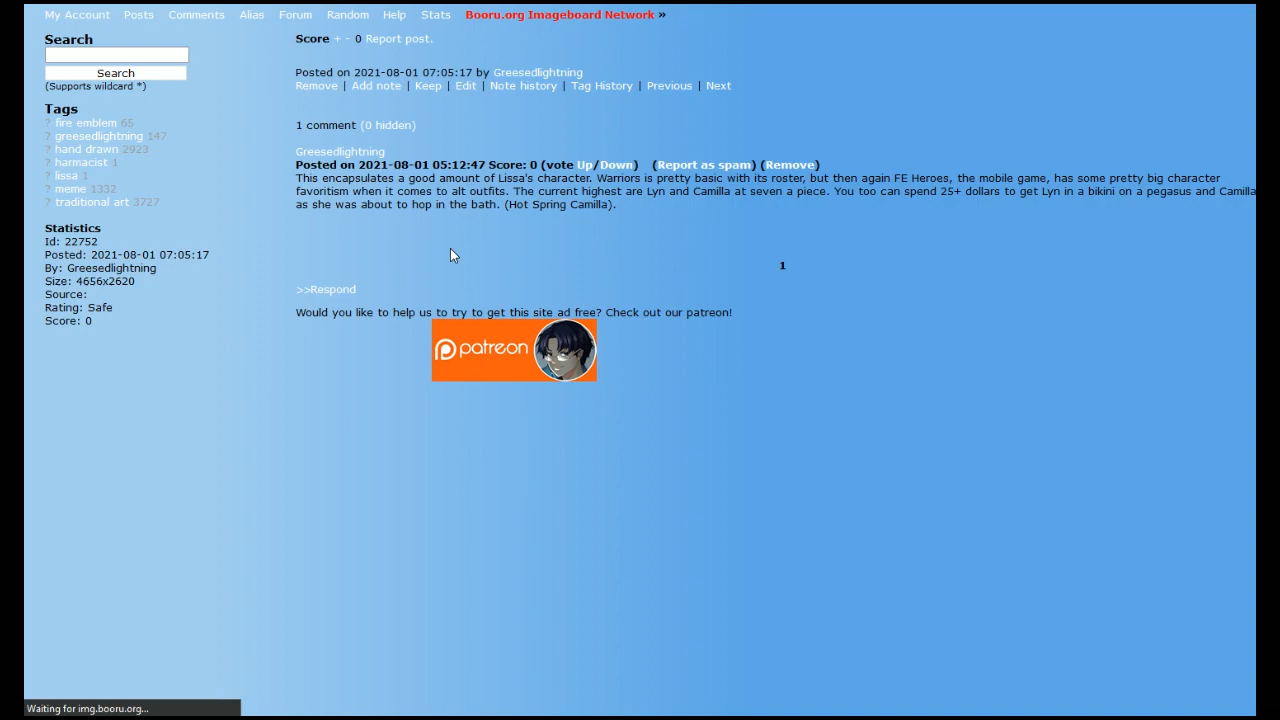 My Account Posts Comments Alias Forum Random Help Stats Booru.org Imageboard Network »
Search
Search
(Supports wildcard *)
Tags
? fire emblem 65
? greesedlightning 147
? hand drawn 2923
? harmacist 1
? lissa 1
? meme 1332
? traditional art 3727
Statistics
Id: 22752
Posted: 2021-08-01 07:05:17
By: Greesedlightning
Size: 4656x2620
Source:
Rating: Safe
Score: 0
Score + - 0 Report post.
Posted on 2021-08-01 07:05:17 by Greesedlightning
Remove | Add note | Keep | Edit | Note history | Tag History | Previous | Next
1 comment (0 hidden)
Greesedlightning
Posted on 2021-08-01 05:12:47 Score: 0 (vote Up/Down) (Report as spam) (Remove)
This encapsulates a good amount of Lissa's character. Warriors is pretty basic with its roster, but then again FE Heroes, the mobile game, has some pretty big character
favoritism when it comes to alt outfits. The current highest are Lyn and Camilla at seven a piece. You too can spend 25+ dollars to get Lyn in a bikini on a pegasus and Camilla
as she was about to hop in the bath. (Hot Spring Camilla).
1
>>Respond
Would you like to help us to try to get this site ad free? Check out our patreon!
patreon
Waiting for img.booru.org...